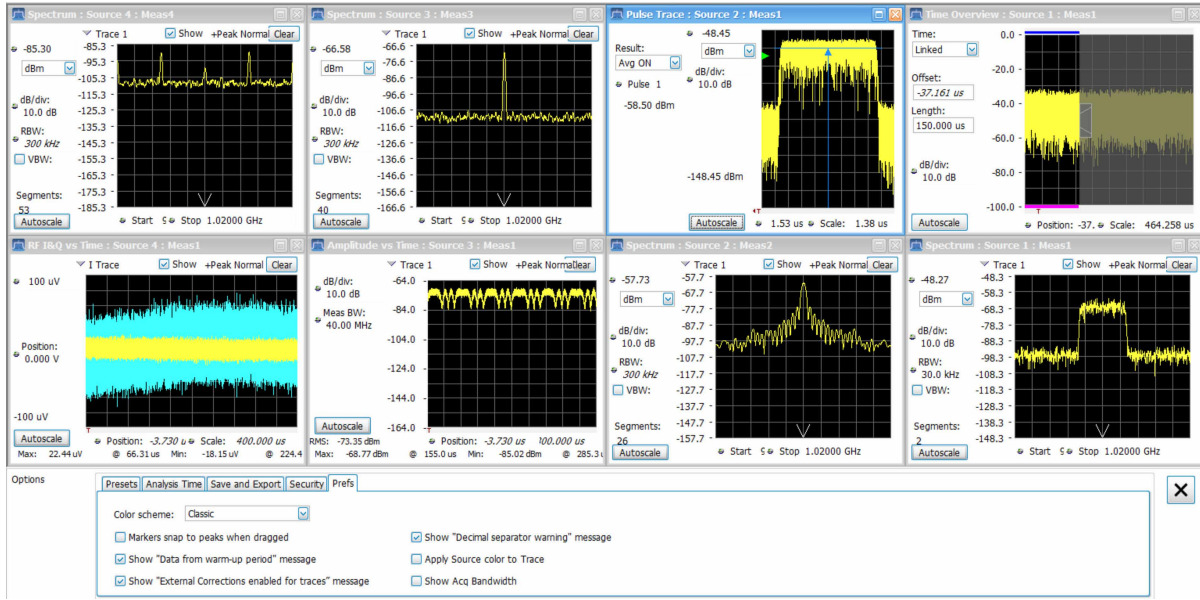 Spectrum : Source 4 : Meas4
Trace 1 Show +Peak Normal Clear
-85.30
dBm
dB/div:
10.0 dB
RBW:
300 kHz
VBW:
Segments:
53
Autoscale
-85.3
-95.3
-105.3
-115.3
-125.3
-135.3
-145.3
-155.3
-165.3
-175.3
-185.3
Start Stop 1.02000 GHz
Spectrum : Source 3 : Meas3
Trace 1 Show +Peak Normal Clear
-66.58
dBm
dB/div:
10.0 dB
RBW:
300 kHz
VBW:
Segments:
40
Autoscale
-66.6
-76.6
-86.6
-96.6
-106.6
-116.6
-126.6
-136.6
-146.6
-156.6
-166.6
Start Stop 1.02000 GHz
Pulse Trace : Source 2 : Meas1
Result:
Avg ON
Pulse 1
-58.50 dBm
-48.45
dBm
dB/div:
10.0 dB
-148.45 dBm
Autoscale
T
1.53 us Scale: 1.38 us
Time Overview : Source 1 : Meas1
Time:
Linked
Offset:
-37.161 us
Length:
150.000 us
dB/div:
10.0 dB
Autoscale
0.0
-20.0
-40.0
-60.0
-80.0
-100.0
T
Position: -37. Scale: 464.258 us
RF I&Q vs Time : Source 4 : Meas1
I Trace Show +Peak Normal Clear
100 uV
Position:
0.000 V
-100 uV
Autoscale
T
Position: -3.730 u Scale: 400.000 us
Max: 22.44 uV @ 66.31 us Min: -18.15 uV @ 224.4
Amplitude vs Time : Source 3 : Meas1
Trace 1 Show +Peak Normal Clear
dB/div:
10.0 dB
Meas BW:
40.00 MHz
Autoscale
-64.0
-84.0
-104.0
-124.0
-144.0
-164.0
T
RMS: -73.35 dBm Position: -3.730 us 100.000 us
Max: -68.77 dBm @ 155.0 us Min: -85.02 dBm @ 285.3
Spectrum : Source 2 : Meas2
Trace 1 Show +Peak Normal Clear
-57.73
dBm
dB/div:
10.0 dB
RBW:
300 kHz
VBW:
Segments:
26
Autoscale
-57.7
-67.7
-77.7
-87.7
-97.7
-107.7
-117.7
-127.7
-137.7
-147.7
-157.7
Start Stop 1.02000 GHz
Spectrum : Source 1 : Meas1
Trace 1 Show +Peak Normal Clear
-48.27
dBm
dB/div:
10.0 dB
RBW:
30.0 kHz
VBW:
Segments:
2
Autoscale
-48.3
-58.3
-68.3
-78.3
-88.3
-98.3
-108.3
-118.3
-128.3
-138.3
-148.3
Start Stop 1.02000 GHz
Options
Presets Analysis Time Save and Export Security Prefs
Color scheme: Classic
Markers snap to peaks when dragged
Show "Data from warm-up period" message
Show "External Corrections enabled for traces" message
Show "Decimal separator warning" message
Apply Source color to Trace
Show Acq Bandwidth